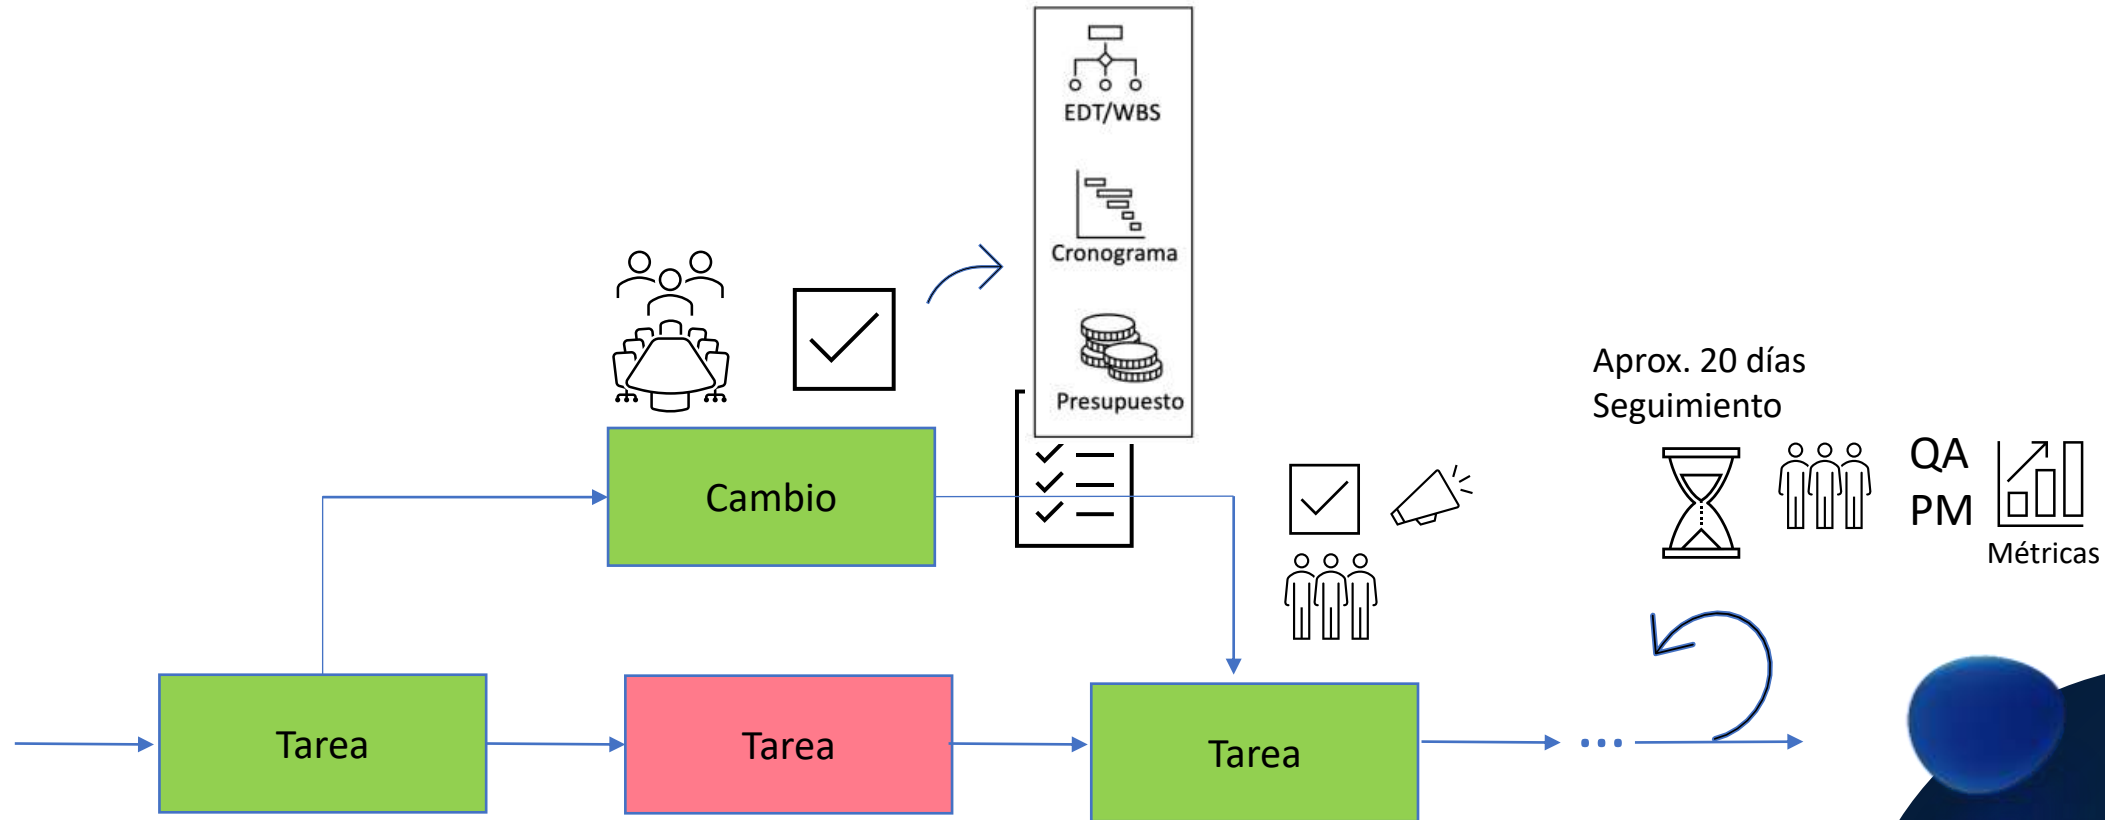 EDT/WBS
Cronograma
Presupuesto
Cambio
Aprox. 20 días
Seguimiento
QA
PM
Métricas
Tarea
Tarea
Tarea
...